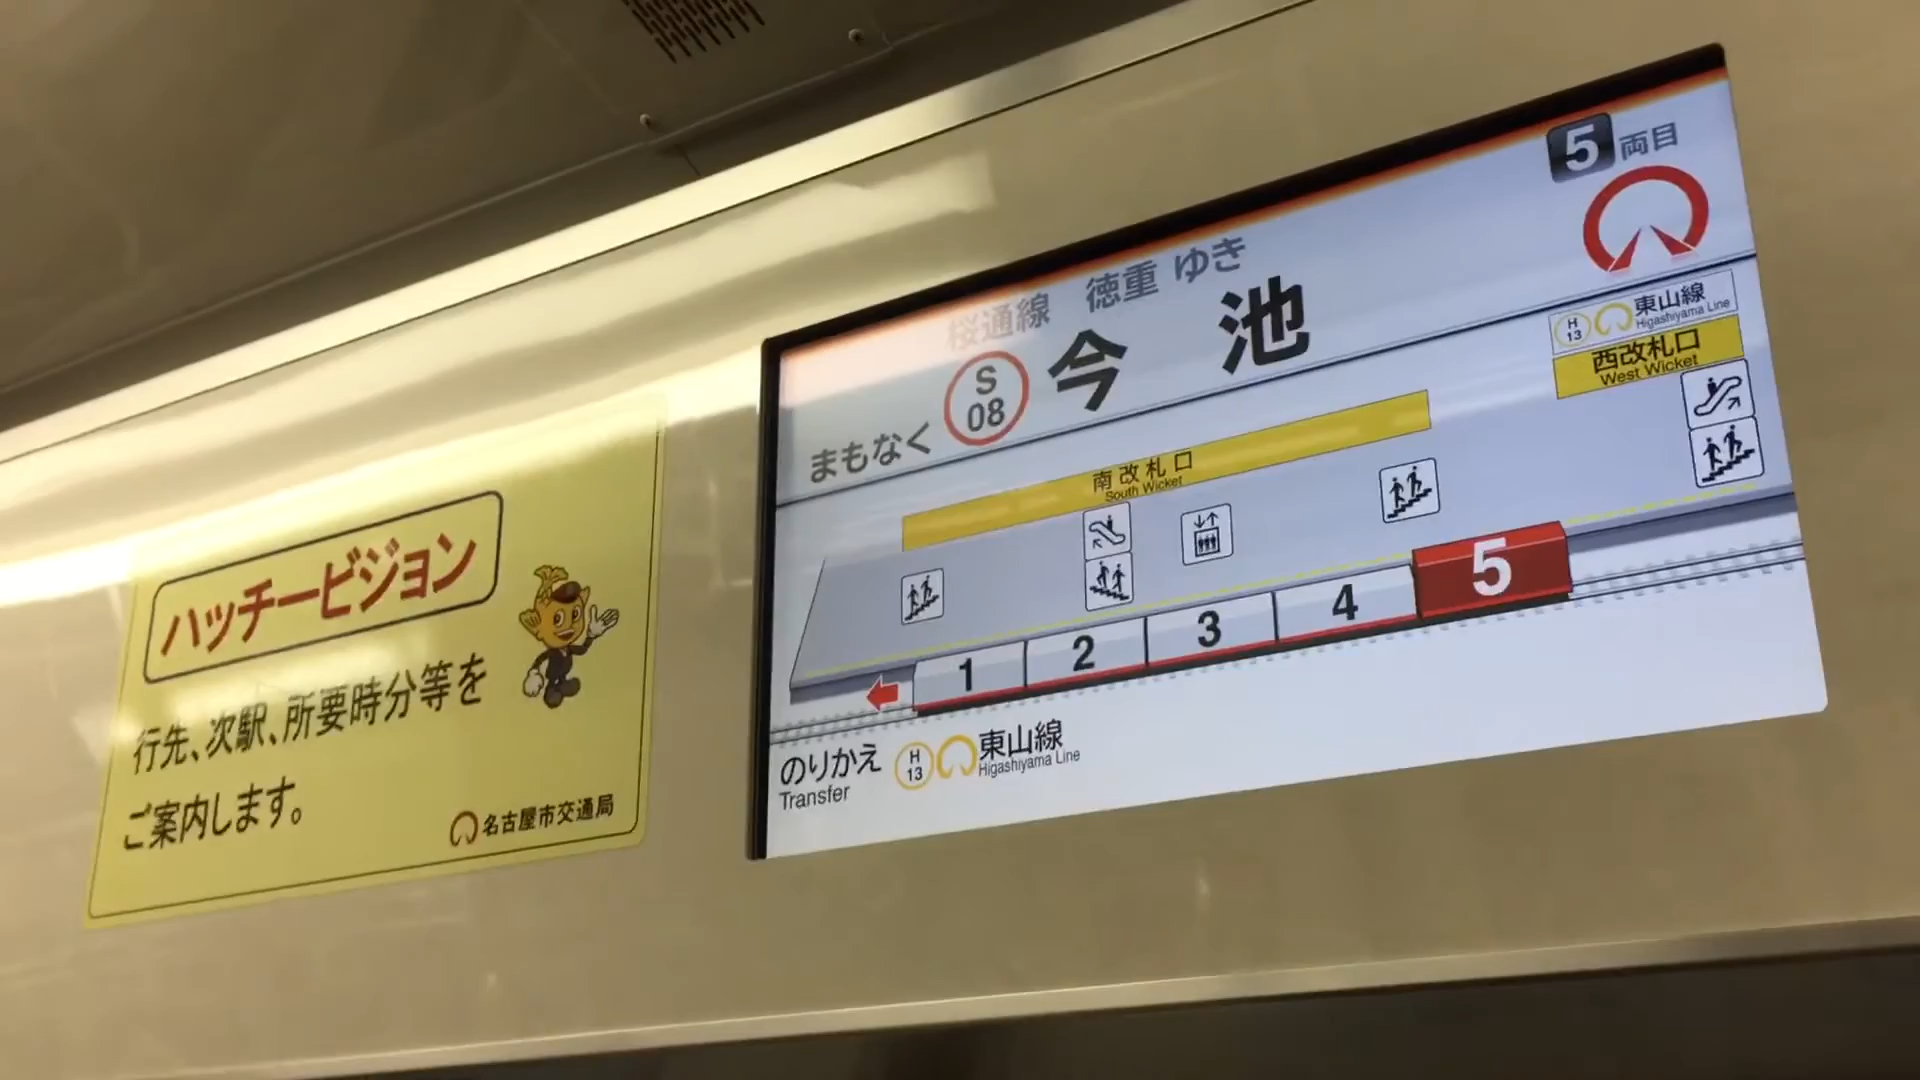 ハッチービジョン
行先、次駅、所要時分等を
ご案内します。
名古屋市交通局
5 両目
桜通線 徳重 ゆき
まもなく S 08 今池
H 13 東山線
Higashiyama Line
西改札口
West Wicket
南改札口
South Wicket
1 2 3 4 5
のりかえ H 13 東山線
Transfer Higashiyama Line